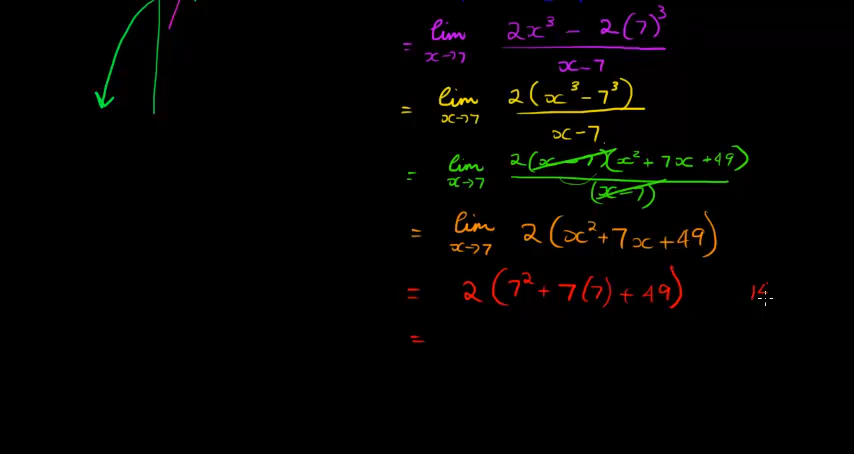 = lim x→7 2x³ - 2(7)³ / x-7
= lim x→7 2(x³-7³) / x-7
= lim x→7 2(x-7)(x²+7x+49) / (x-7)
= lim x→7 2(x²+7x+49)
= 2(7²+7(7)+49)
=